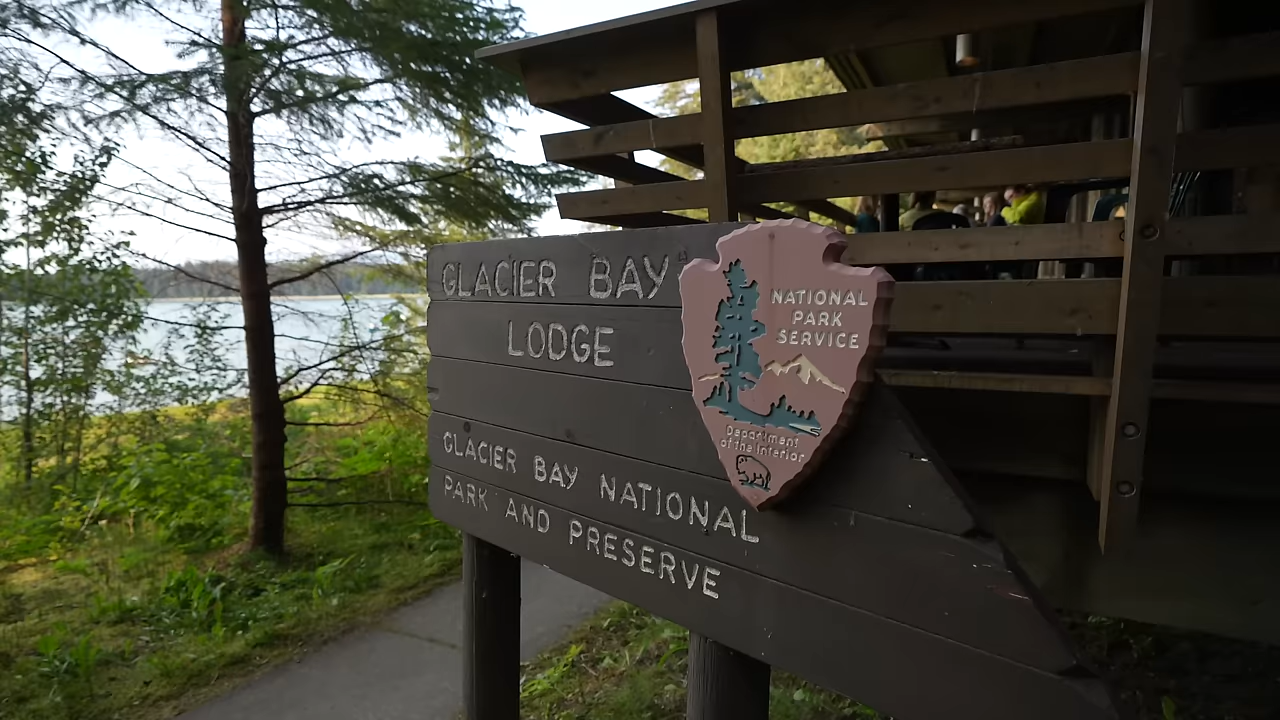 GLACIER BAY
LODGE
NATIONAL
PARK
SERVICE
Department
of the Interior
GLACIER BAY NATIONAL
PARK AND PRESERVE